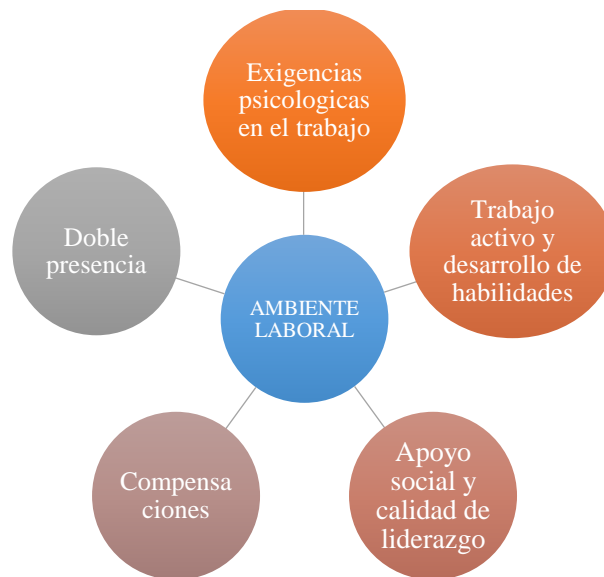 Exigencias
psicologicas
en el trabajo
Trabajo
activo y
desarrollo de
habilidades
Doble
presencia
AMBIENTE
LABORAL
Apoyo
social y
calidad de
liderazgo
Compensa
ciones